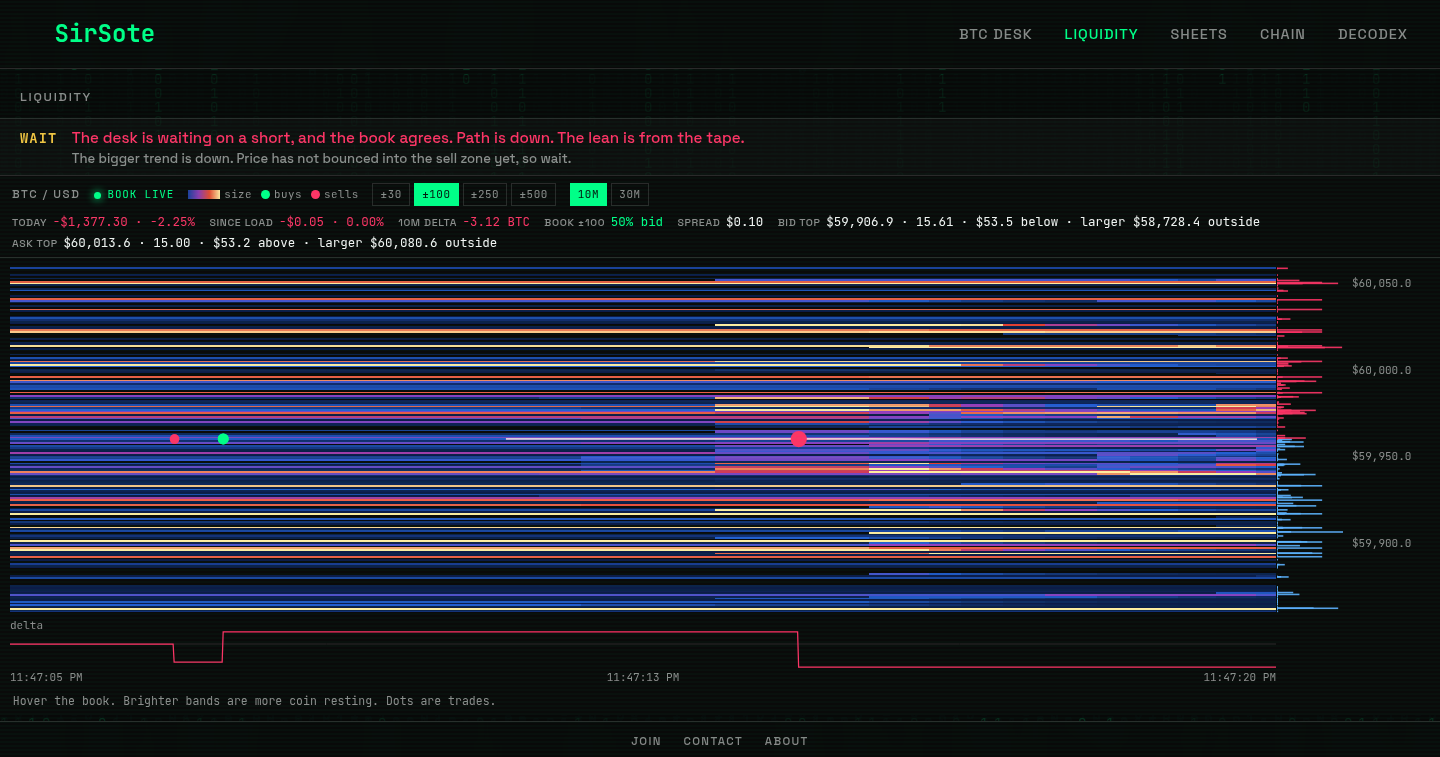 SirSote
BTC DESK LIQUIDITY SHEETS CHAIN DECODEX
LIQUIDITY
WAIT The desk is waiting on a short, and the book agrees. Path is down. The lean is from the tape.
The bigger trend is down. Price has not bounced into the sell zone yet, so wait.
BTC / USD BOOK LIVE size buys sells ±30 ±100 ±250 ±500 10M 30M
TODAY -$1,377.30 · -2.25% SINCE LOAD -$0.05 · 0.00% 10M DELTA -3.12 BTC BOOK ±100 50% bid SPREAD $0.10 BID TOP $59,906.9 · 15.61 · $53.5 below · larger $58,728.4 outside
ASK TOP $60,013.6 · 15.00 · $53.2 above · larger $60,080.6 outside
$60,050.0
$60,000.0
$59,950.0
$59,900.0
delta
11:47:05 PM 11:47:13 PM 11:47:20 PM
Hover the book. Brighter bands are more coin resting. Dots are trades.
JOIN CONTACT ABOUT